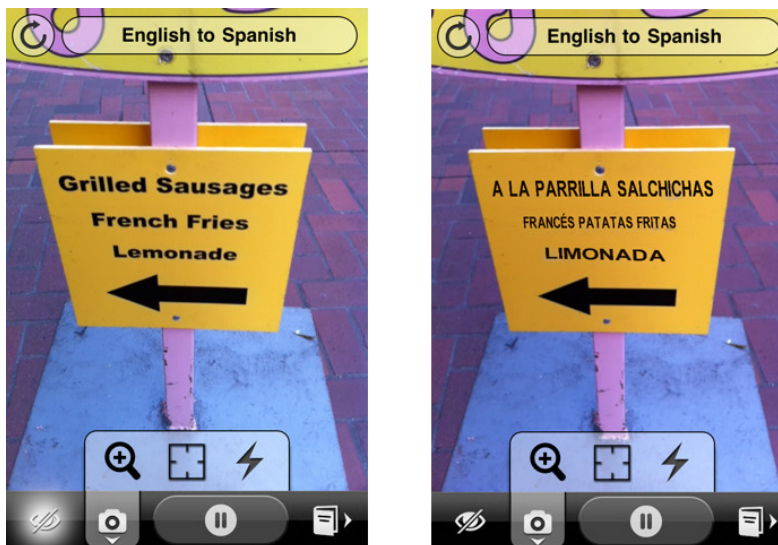 English to Spanish
Grilled Sausages
French Fries
Lemonade
English to Spanish
A LA PARRILLA SALCHICHAS
FRANCÉS PATATAS FRITAS
LIMONADA